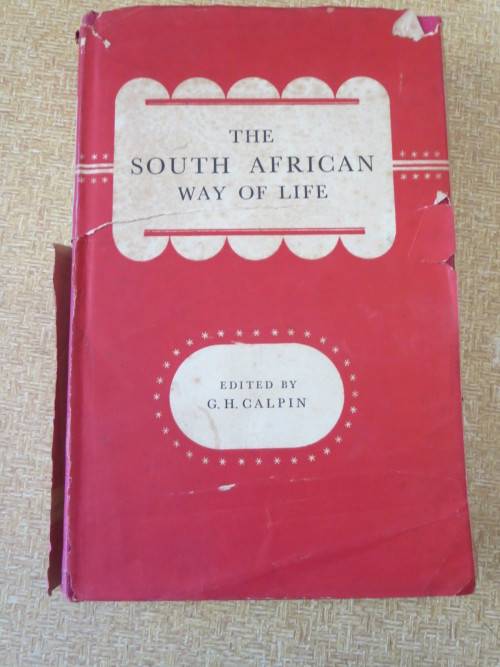 THE
SOUTH AFRICAN
WAY OF LIFE
EDITED BY
G. H. CALPIN